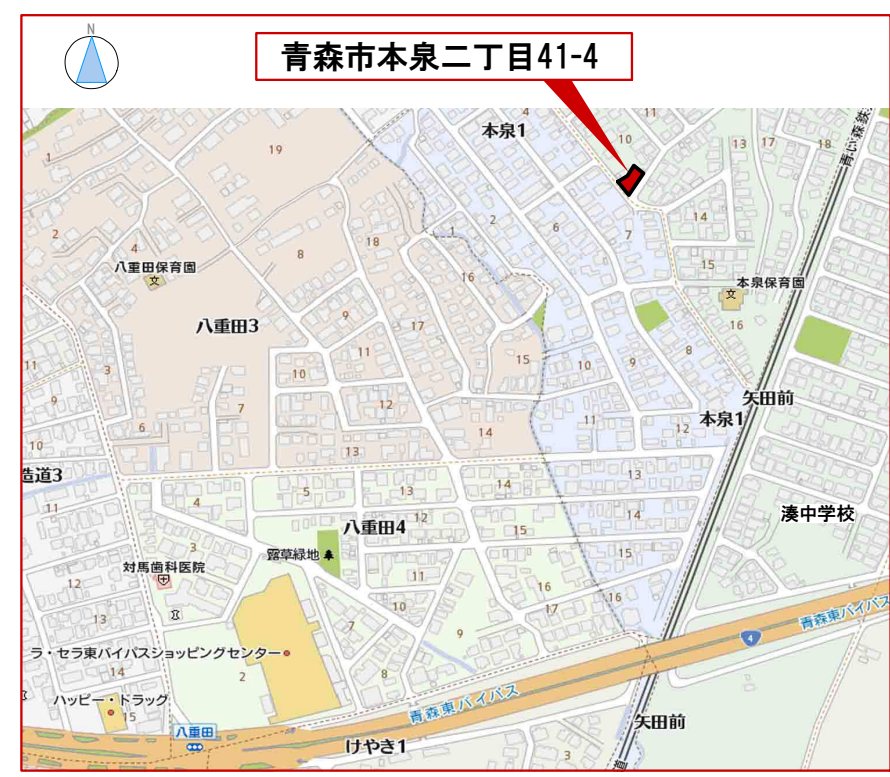 N
青森市本泉二丁目41-4
4
11
本泉1
10
13
17
18
青い森鉄
19
1
2
4
8
18
1
2
6
7
14
15
八重田保育園
16
本泉保育園
16
八重田3
9
17
11
10
15
10
9
8
3
11
矢田前
9
12
7
本泉1
6
11
12
14
10
13
造道3
13
5
13
14
14
11
4
八重田4
12
15
湊中学校
3
露草緑地
15
対馬歯科医院
11
12
16
10
17
16
青森東バイパス
13
7
9
4
ラ・セラ東バイパスショッピングセンター
14
2
8
ハッピー・ドラッグ
15
青森東バイパス
八重田
矢田前
けやき1
3
道